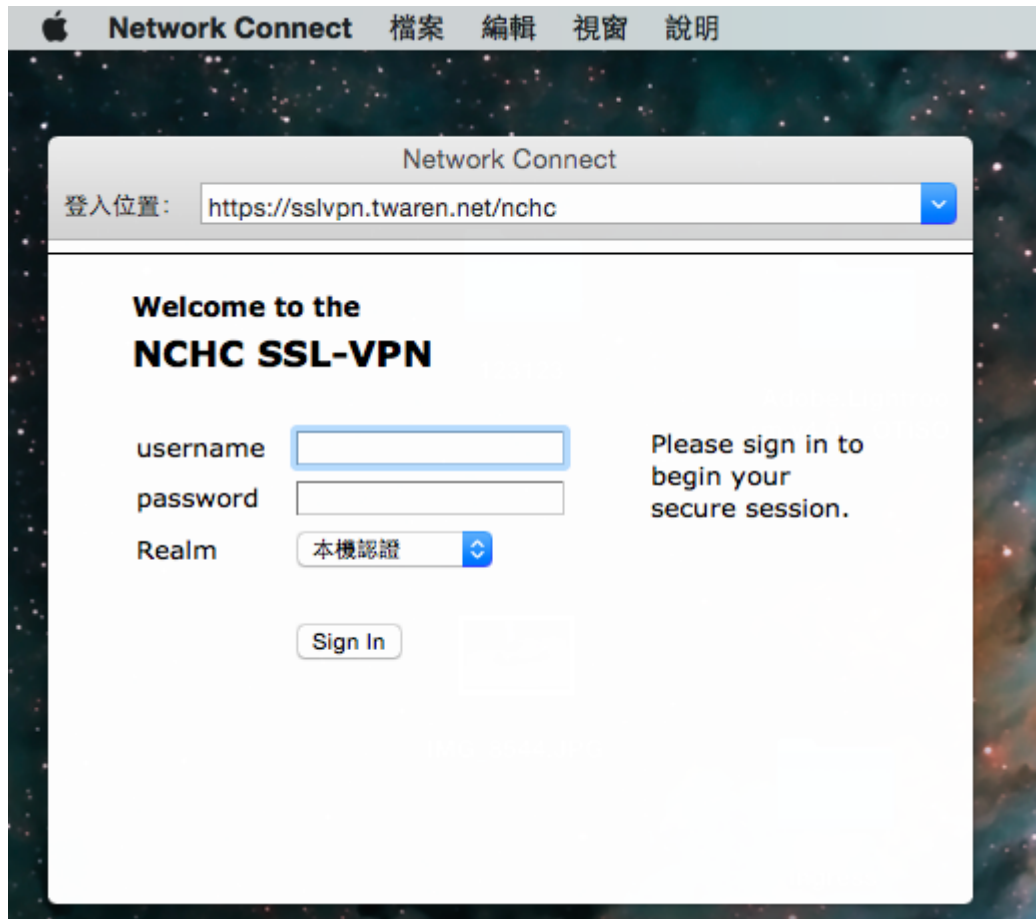 Network Connect 檔案 編輯 視窗 說明
Network Connect
登入位置: https://sslvpn.twaren.net/nchc
Welcome to the
NCHC SSL-VPN
username
password
Realm 本機認證
Please sign in to
begin your
secure session.
Sign In